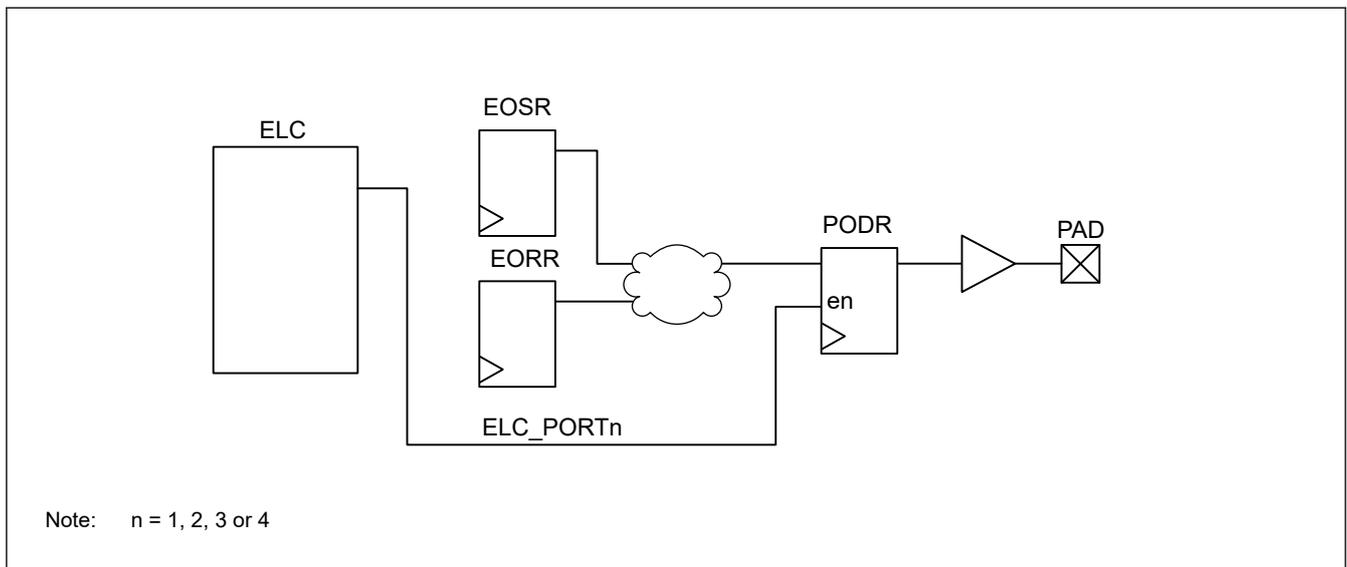 ELC
EOSR
EORR
PODR
en
PAD
ELC_PORTn
Note: n = 1, 2, 3 or 4